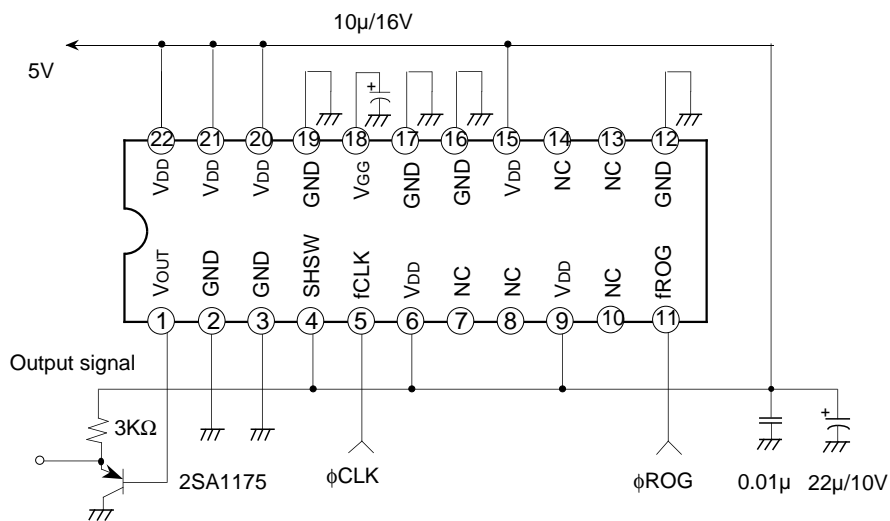 10µ/16V
5V
22 21 20 19 18 17 16 15 14 13 12
VDD VDD VDD GND VGG GND GND VDD NC NC GND
VOUT GND GND SHSW fCLK VDD NC NC VDD NC fROG
1 2 3 4 5 6 7 8 9 10 11
Output signal
3KΩ
2SA1175
ϕCLK
ϕROG
0.01µ
22µ/10V
+
+